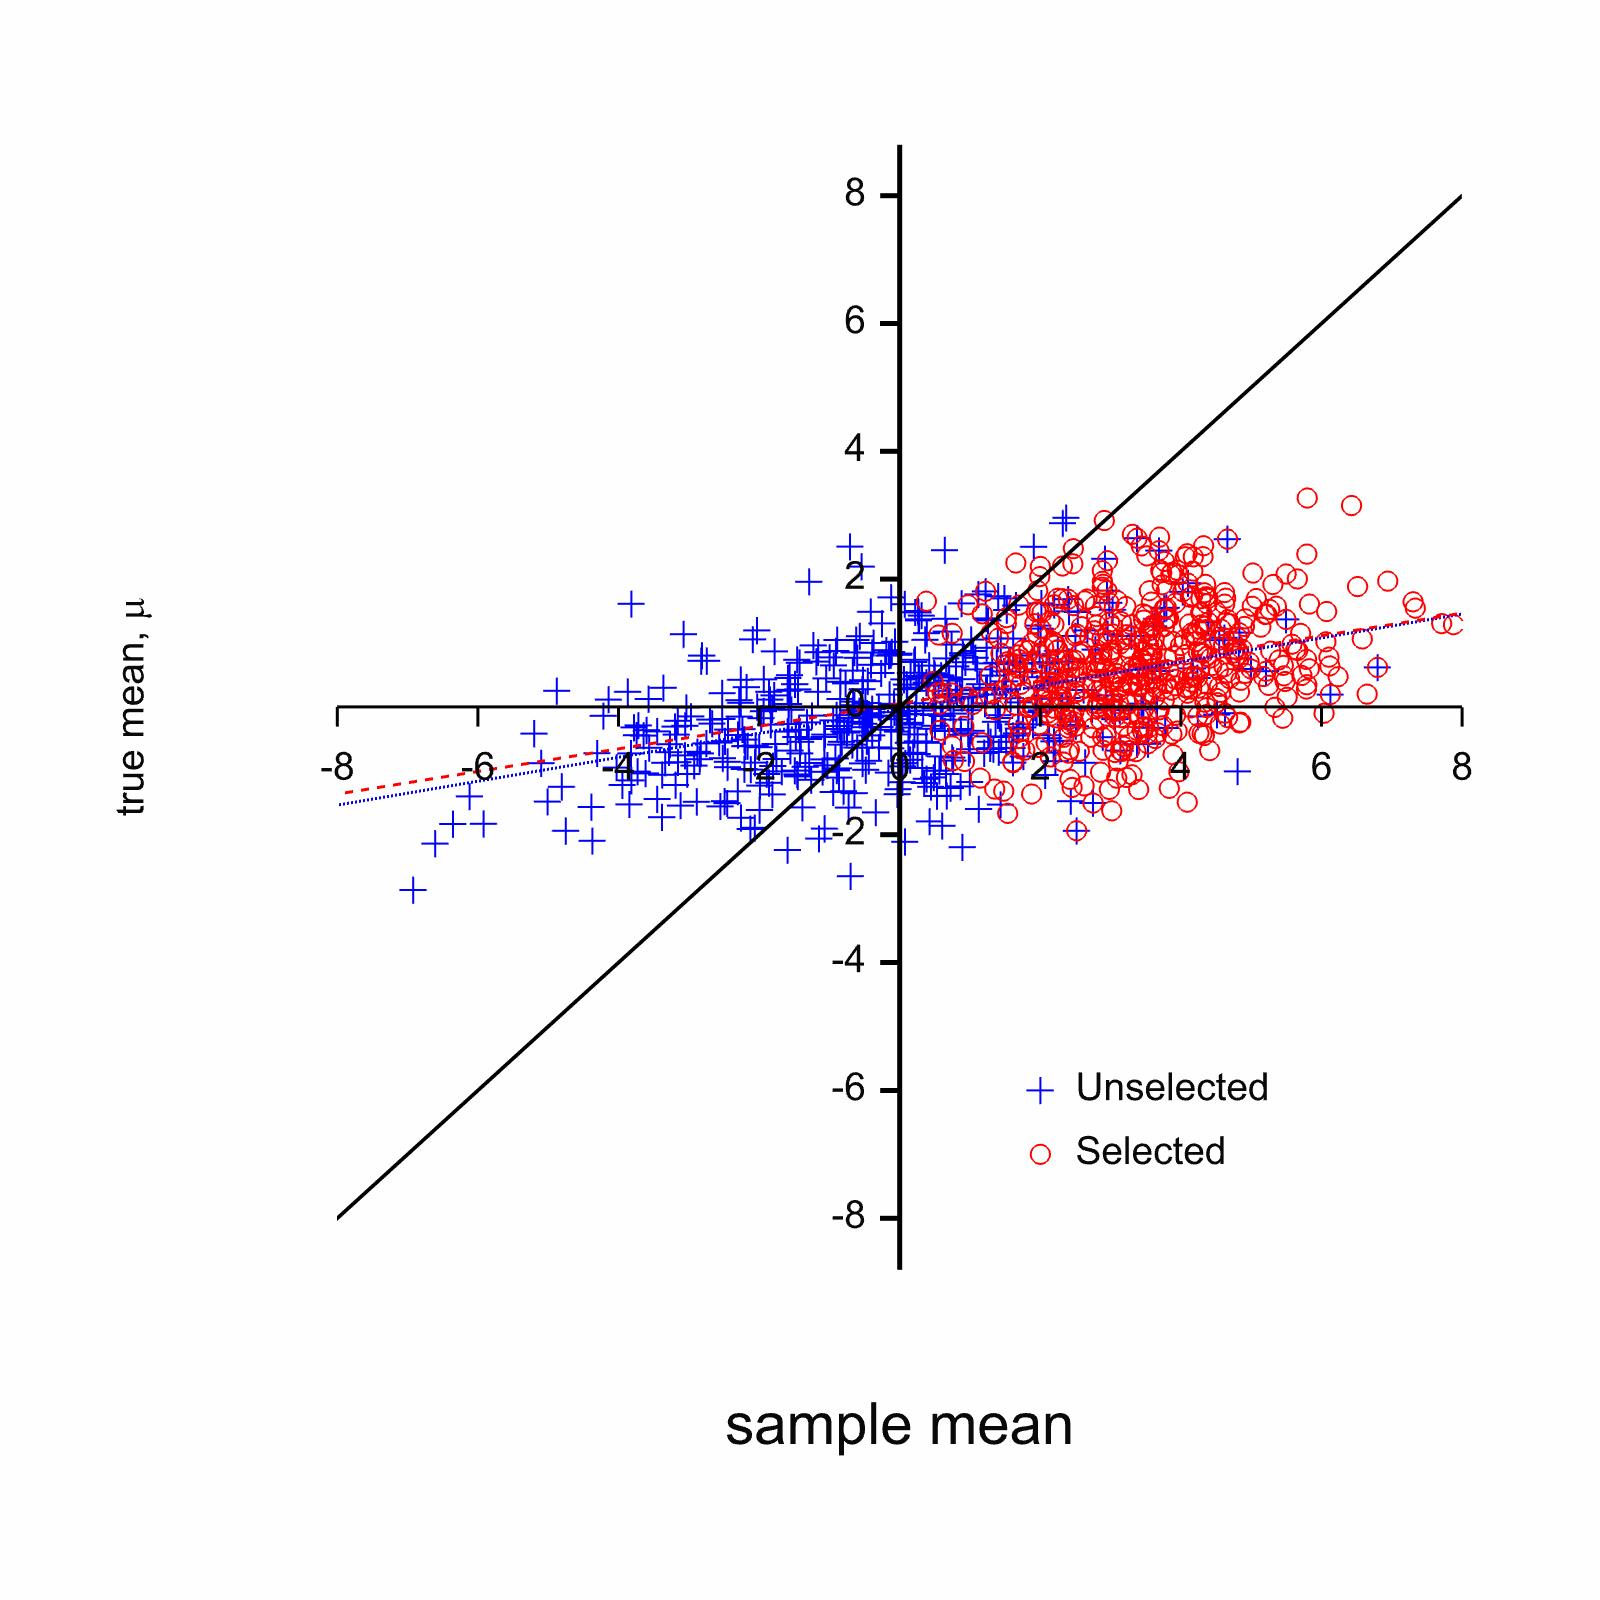 8
6
4
2
0
-8 -6 -4 -2 0 2 4 6 8
-2
-4
-6
-8
true mean, μ
Unselected
Selected
sample mean